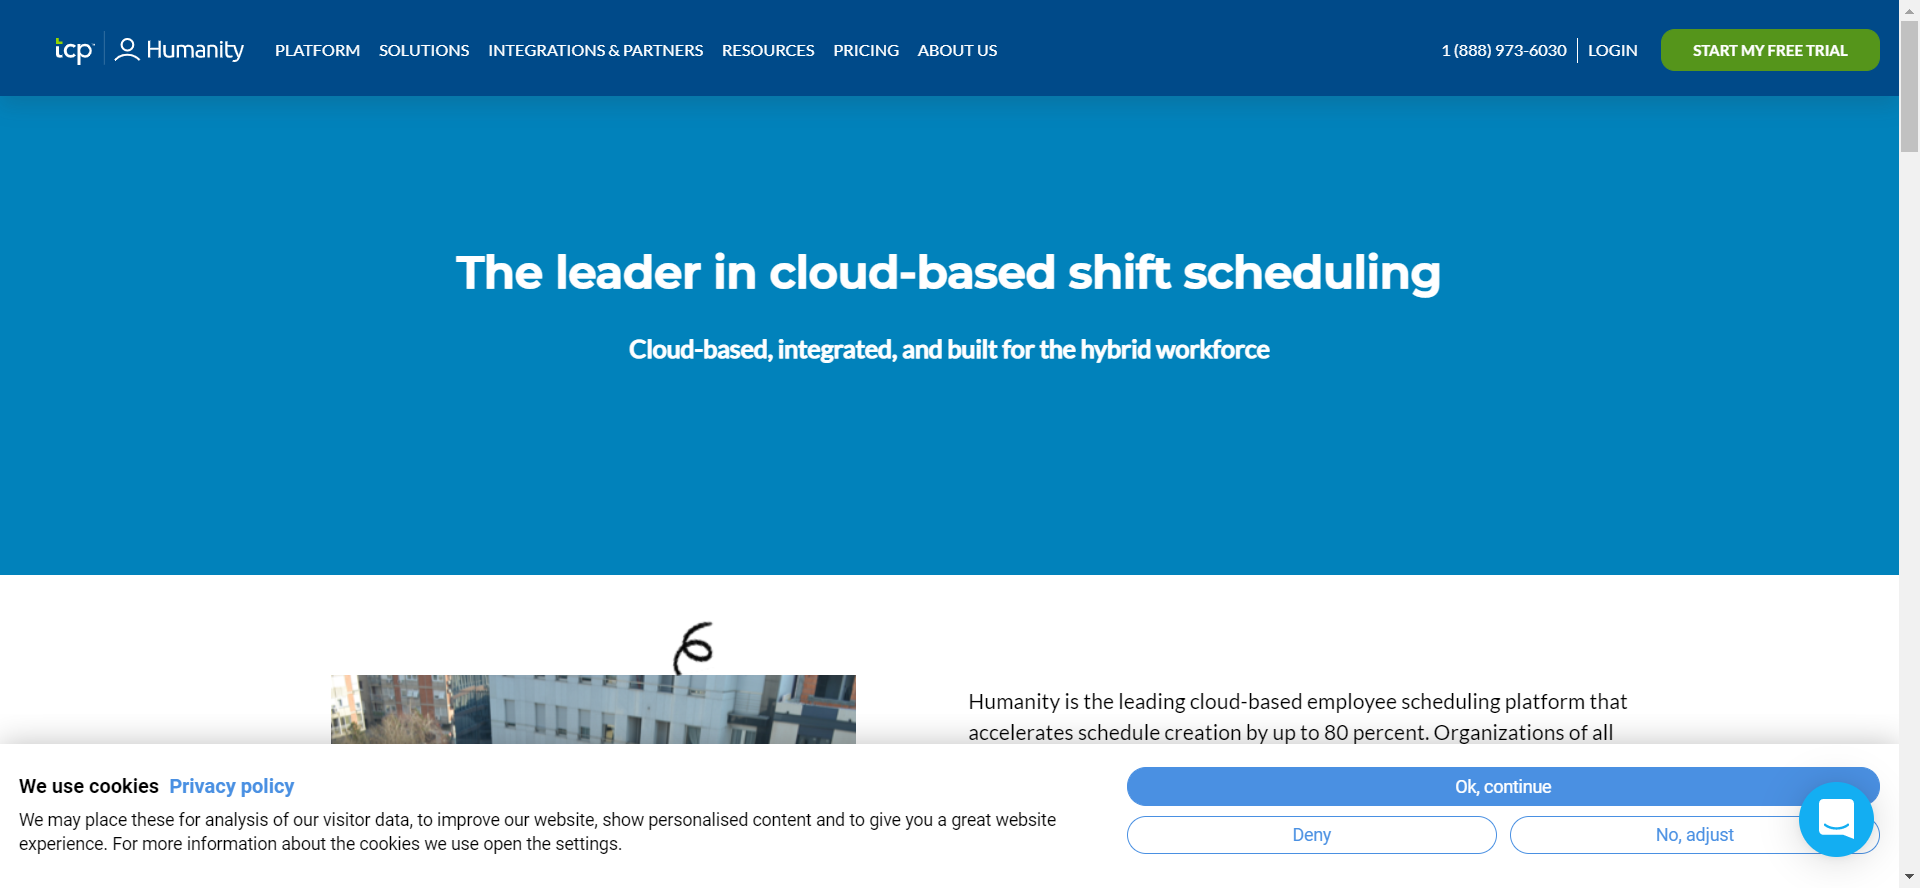 tcp Humanity PLATFORM SOLUTIONS INTEGRATIONS & PARTNERS RESOURCES PRICING ABOUT US 1 (888) 973-6030 LOGIN START MY FREE TRIAL
The leader in cloud-based shift scheduling
Cloud-based, integrated, and built for the hybrid workforce
Humanity is the leading cloud-based employee scheduling platform that
accelerates schedule creation by up to 80 percent. Organizations of all
We use cookies Privacy policy
We may place these for analysis of our visitor data, to improve our website, show personalised content and to give you a great website
experience. For more information about the cookies we use open the settings.
Ok, continue
Deny
No, adjust